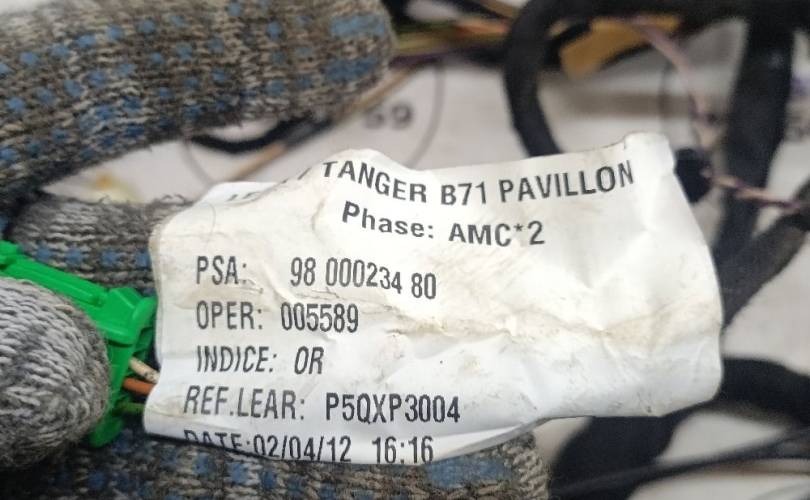 TANGER B71 PAVILLON
Phase: AMC*2
PSA: 98 000234 80
OPER: 005589
INDICE: OR
REF.LEAR: P5QXP3004
DATE:02/04/12 16:16
59